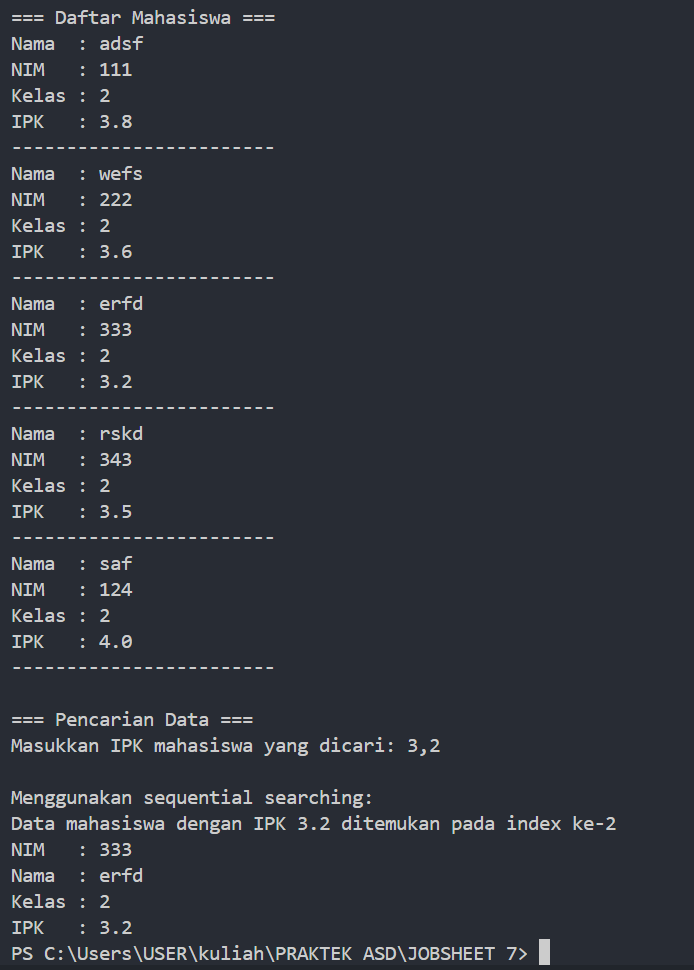 === Daftar Mahasiswa ===
Nama  : adsf
NIM   : 111
Kelas : 2
IPK   : 3.8
------------------------
Nama  : wefs
NIM   : 222
Kelas : 2
IPK   : 3.6
------------------------
Nama  : erfd
NIM   : 333
Kelas : 2
IPK   : 3.2
------------------------
Nama  : rskd
NIM   : 343
Kelas : 2
IPK   : 3.5
------------------------
Nama  : saf
NIM   : 124
Kelas : 2
IPK   : 4.0
------------------------

=== Pencarian Data ===
Masukkan IPK mahasiswa yang dicari: 3,2

Menggunakan sequential searching:
Data mahasiswa dengan IPK 3.2 ditemukan pada index ke-2
NIM   : 333
Nama  : erfd
Kelas : 2
IPK   : 3.2
PS C:\Users\USER\kuliah\PRAKTEK ASD\JOBSHEET 7>